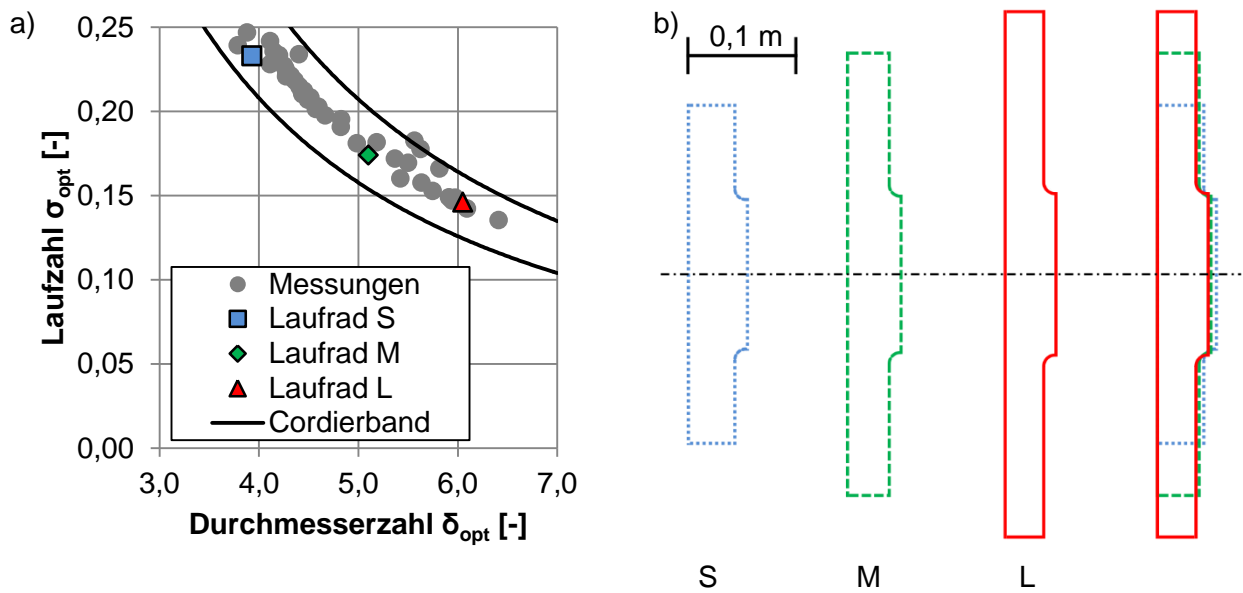 a)
Laufzahl σopt [-]
0,25
0,20
0,15
0,10
0,05
0,00
3,0 4,0 5,0 6,0 7,0
Durchmesserzahl δopt [-]
Messungen
Laufrad S
Laufrad M
Laufrad L
Cordierband
b)
0,1 m
S M L